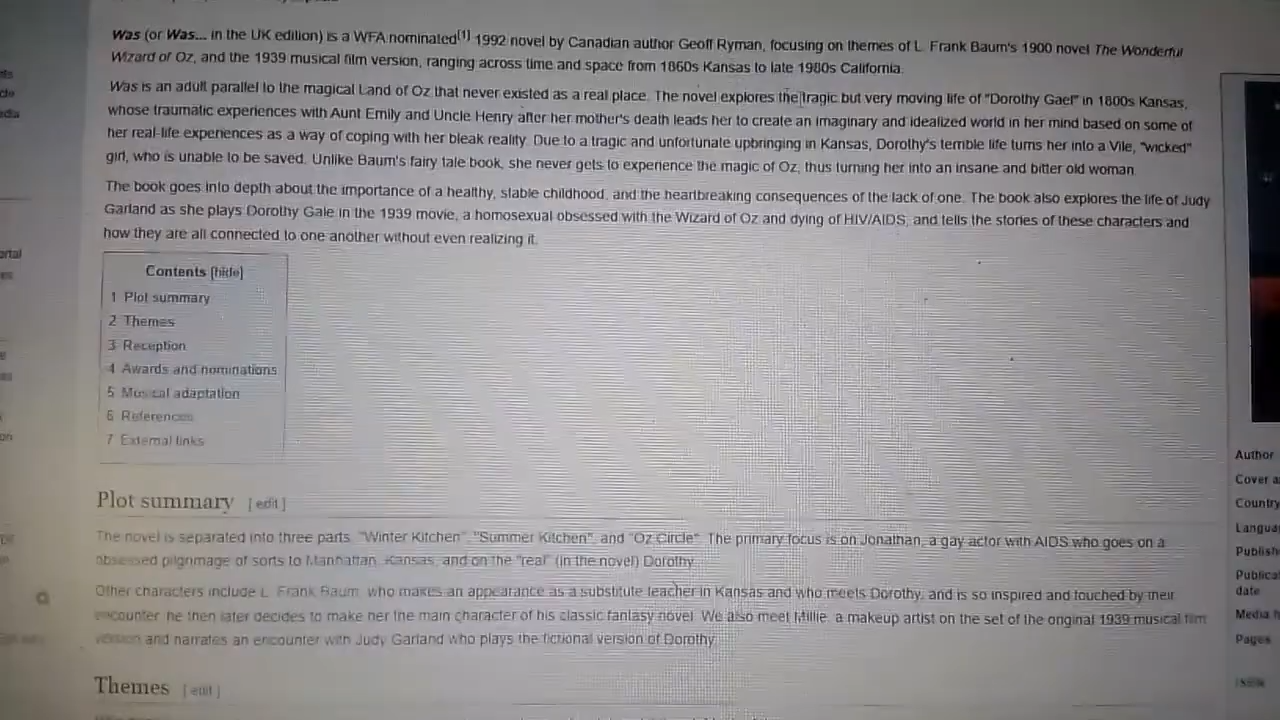 Was (or Was... in the UK edition) is a WFA nominated[1] 1992 novel by Canadian author Geoff Ryman, focusing on themes of L. Frank Baum's 1900 novel The Wonderful
Wizard of Oz, and the 1939 musical film version, ranging across time and space from 1860s Kansas to late 1980s California.
Was is an adult parallel to the magical Land of Oz that never existed as a real place. The novel explores the tragic but very moving life of "Dorothy Gael" in 1800s Kansas,
whose traumatic experiences with Aunt Emily and Uncle Henry after her mother's death leads her to create an imaginary and idealized world in her mind based on some of
her real-life experiences as a way of coping with her bleak reality. Due to a tragic and unfortunate upbringing in Kansas, Dorothy's terrible life turns her into a Vile, "wicked"
girl, who is unable to be saved. Unlike Baum's fairy tale book, she never gets to experience the magic of Oz, thus turning her into an insane and bitter old woman.
The book goes into depth about the importance of a healthy, stable childhood, and the heartbreaking consequences of the lack of one. The book also explores the life of Judy
Garland as she plays Dorothy Gale in the 1939 movie, a homosexual obsessed with the Wizard of Oz and dying of HIV/AIDS, and tells the stories of these characters and
how they are all connected to one another without even realizing it.
Contents [hide]
1 Plot summary
2 Themes
3 Reception
4 Awards and nominations
5 Musical adaptation
6 References
7 External links
Plot summary [edit]
The novel is separated into three parts, "Winter Kitchen", "Summer Kitchen", and "Oz Circle". The primary focus is on Jonathan, a gay actor with AIDS who goes on a
obsessed pilgrimage of sorts to Manhattan, Kansas, and on the "real" (in the novel) Dorothy.
Other characters include L. Frank Baum, who makes an appearance as a substitute teacher in Kansas and who meets Dorothy, and is so inspired and touched by their
encounter he then later decides to make her the main character of his classic fantasy novel. We also meet Millie, a makeup artist on the set of the original 1939 musical film
version and narrates an encounter with Judy Garland who plays the fictional version of Dorothy.
Themes [edit]
Author
Cover a
Country
Langua
Publish
Publica
date
Media t
Pages
ISBN